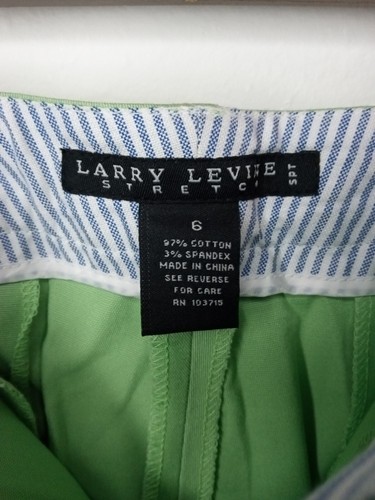 LARRY LEVINE
STRETCH SPT
6
97% COTTON
3% SPANDEX
MADE IN CHINA
SEE REVERSE
FOR CARE
RN 103715